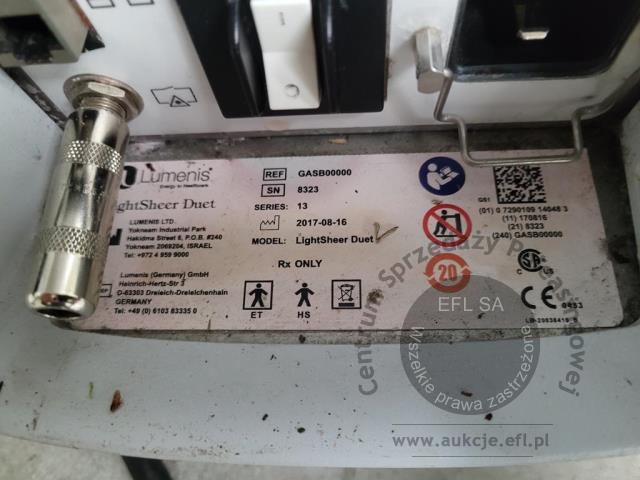 Lumenis
Energy to Healthcare
LightSheer Duet
LUMENIS LTD.
Yokneam Industrial Park
Hakidma Street 6, P.O.B. #240
Yokneam 2069204, ISRAEL
Tel: +972 4 959 9000
Lumenis (Germany) GmbH
Heinrich-Hertz-Str 3
D-63303 Dreieich-Dreieichenhain
GERMANY
Tel: +49 (0) 6103 83335 0
REF GASB00000
SN 8323
SERIES: 13
2017-08-16
MODEL: LightSheer Duet
Rx ONLY
ET
HS
GS1
(01) 0 7290109 14048 3
(11) 170816
(21) 8323
(240) GASB00000
20
C US
CE 0453
Centrum Sprzedaży Poleasingowej
EFL SA
Wszelkie prawa zastrzeżone
www.aukcje.efl.pl